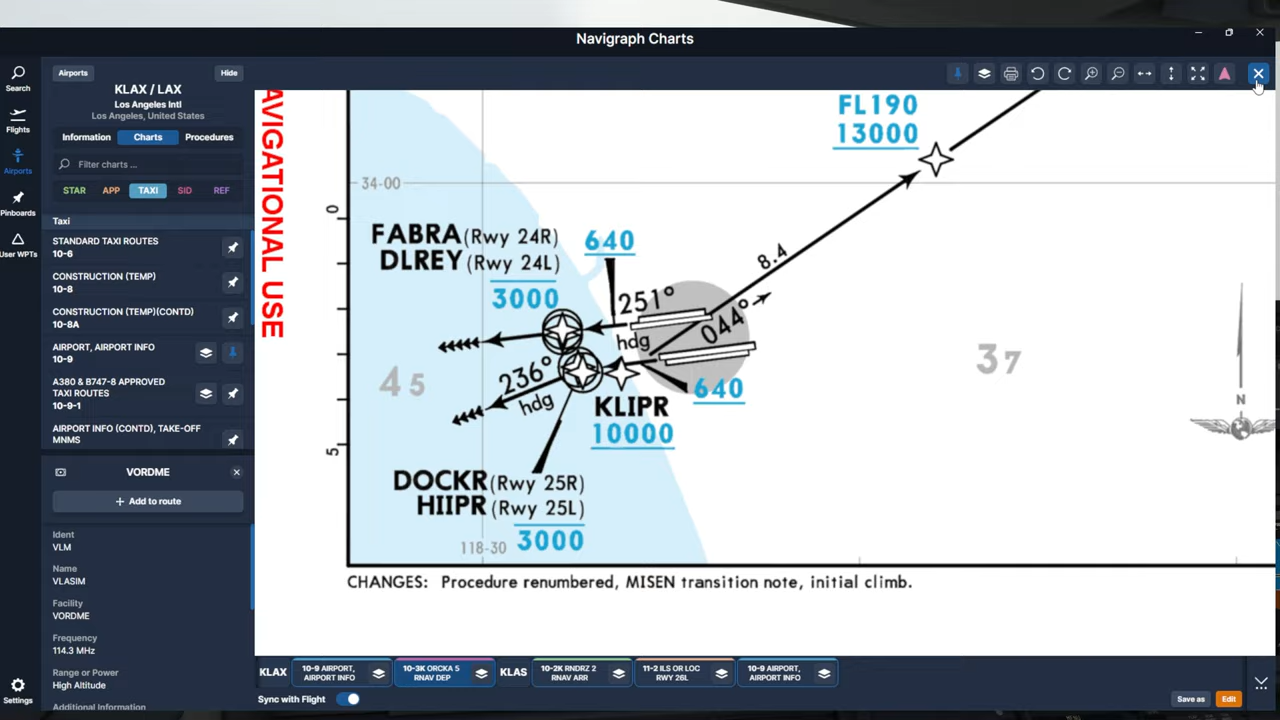 Navigraph Charts
Search
Flights
Airports
Pinboards
User WPTs
Settings
Airports
Hide
KLAX / LAX
Los Angeles Intl
Los Angeles, United States
Information
Charts
Procedures
Filter charts ...
STAR
APP
TAXI
SID
REF
Taxi
STANDARD TAXI ROUTES
10-6
CONSTRUCTION (TEMP)
10-8
CONSTRUCTION (TEMP)(CONTD)
10-8A
AIRPORT, AIRPORT INFO
10-9
A380 & B747-8 APPROVED
TAXI ROUTES
10-9-1
AIRPORT INFO (CONTD), TAKE-OFF
MNMS
VORDME
+ Add to route
Ident
VLM
Name
VLASIM
Facility
VORDME
Frequency
114.3 MHz
Range or Power
High Altitude
Additional Information
AVIGATIONAL USE
FL190
13000
34-00
0
5
FABRA (Rwy 24R)
DLREY (Rwy 24L)
3000
640
251°
hdg
8.4
044°
236°
hdg
45
37
640
KLIPR
10000
N
DOCKR (Rwy 25R)
HIIPR (Rwy 25L)
3000
118-30
CHANGES: Procedure renumbered, MISEN transition note, initial climb.
KLAX
10-9 AIRPORT,
AIRPORT INFO
10-3K ORCKA 5
RNAV DEP
KLAS
10-2K RNDRZ 2
RNAV ARR
11-2 ILS OR LOC
RWY 26L
10-9 AIRPORT,
AIRPORT INFO
Sync with Flight
Save as
Edit